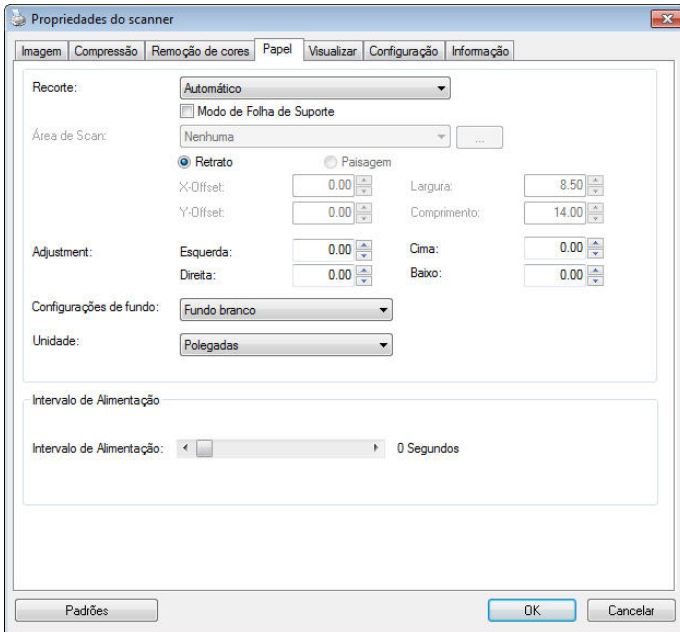 Propriedades do scanner
Imagem Compressão Remoção de cores Papel Visualizar Configuração Informação
Recorte: Automático
Modo de Folha de Suporte
Área de Scan: Nenhuma ...
Retrato Paisagem
X-Offset: 0.00 Largura: 8.50
Y-Offset: 0.00 Comprimento: 14.00
Adjustment: Esquerda: 0.00 Cima: 0.00
Direita: 0.00 Baixo: 0.00
Configurações de fundo: Fundo branco
Unidade: Polegadas
Intervalo de Alimentação
Intervalo de Alimentação: 0 Segundos
Padrões OK Cancelar